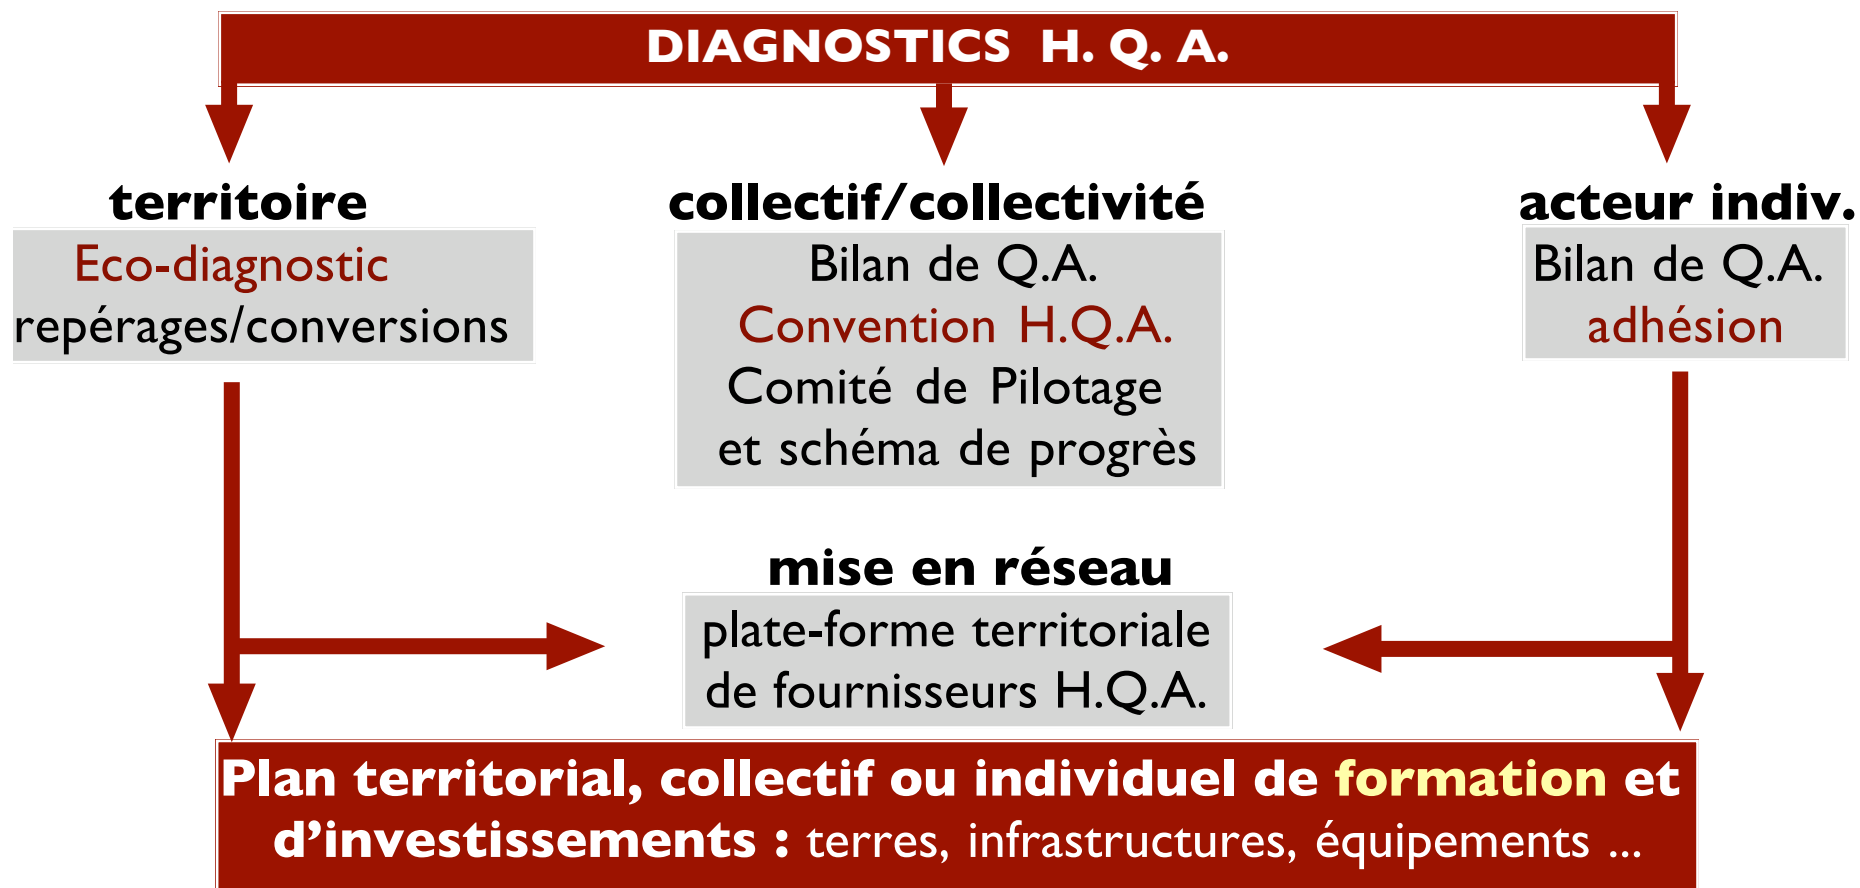 DIAGNOSTICS H. Q. A.
territoire
Eco-diagnostic
repérages/conversions
collectif/collectivité
Bilan de Q.A.
Convention H.Q.A.
Comité de Pilotage
et schéma de progrès
acteur indiv.
Bilan de Q.A.
adhésion
mise en réseau
plate-forme territoriale
de fournisseurs H.Q.A.
Plan territorial, collectif ou individuel de formation et
d’investissements : terres, infrastructures, équipements ...